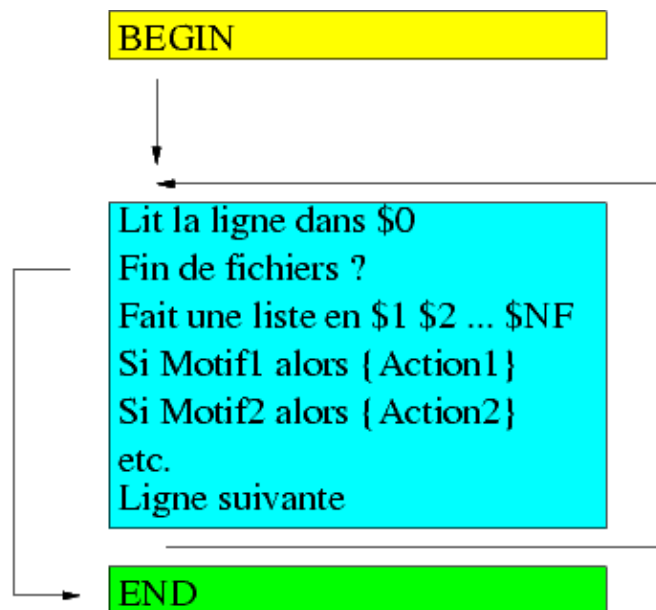 BEGIN
Lit la ligne dans $0
Fin de fichiers ?
Fait une liste en $1 $2 ... $NF
Si Motif1 alors {Action1}
Si Motif2 alors {Action2}
etc.
Ligne suivante
END